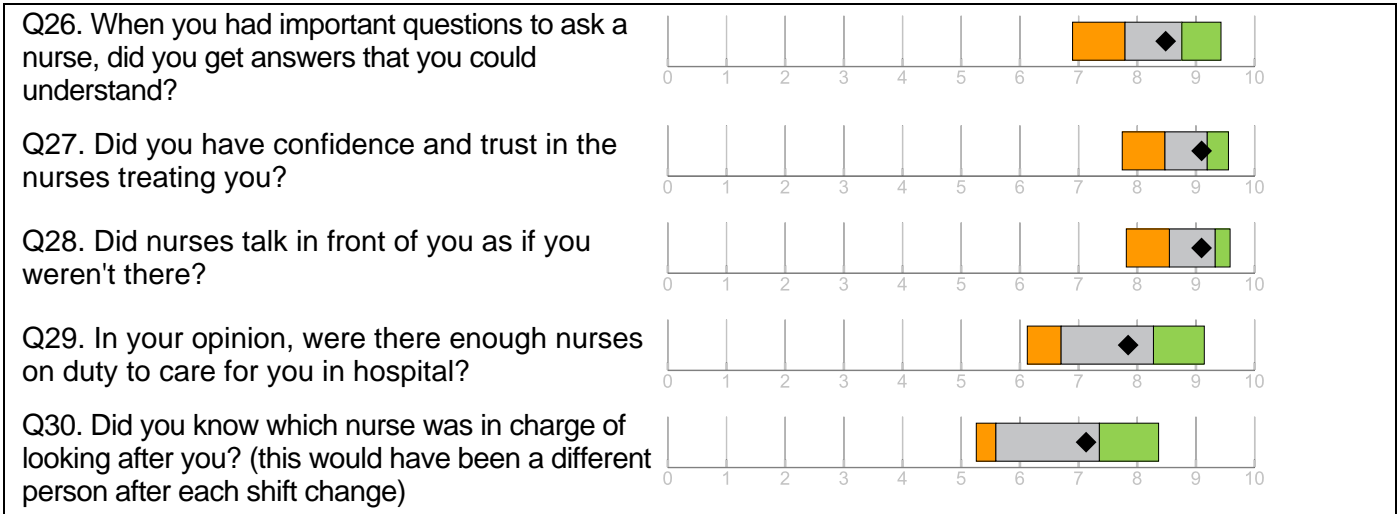 Q26. When you had important questions to ask a
nurse, did you get answers that you could
understand?
0 1 2 3 4 5 6 7 8 9 10
Q27. Did you have confidence and trust in the
nurses treating you?
0 1 2 3 4 5 6 7 8 9 10
Q28. Did nurses talk in front of you as if you
weren't there?
0 1 2 3 4 5 6 7 8 9 10
Q29. In your opinion, were there enough nurses
on duty to care for you in hospital?
0 1 2 3 4 5 6 7 8 9 10
Q30. Did you know which nurse was in charge of
looking after you? (this would have been a different
person after each shift change)
0 1 2 3 4 5 6 7 8 9 10